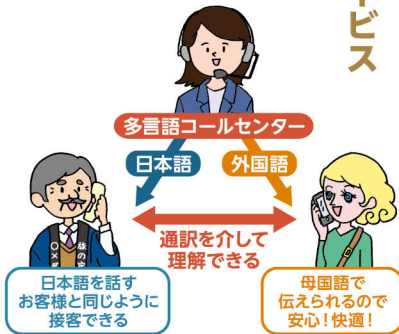 ービス
多言語コールセンター
日本語
外国語
通訳を介して
理解できる
旅の宿
〇×
日本語を話す
お客様と同じように
接客できる
母国語で
伝えられるので
安心!快適!